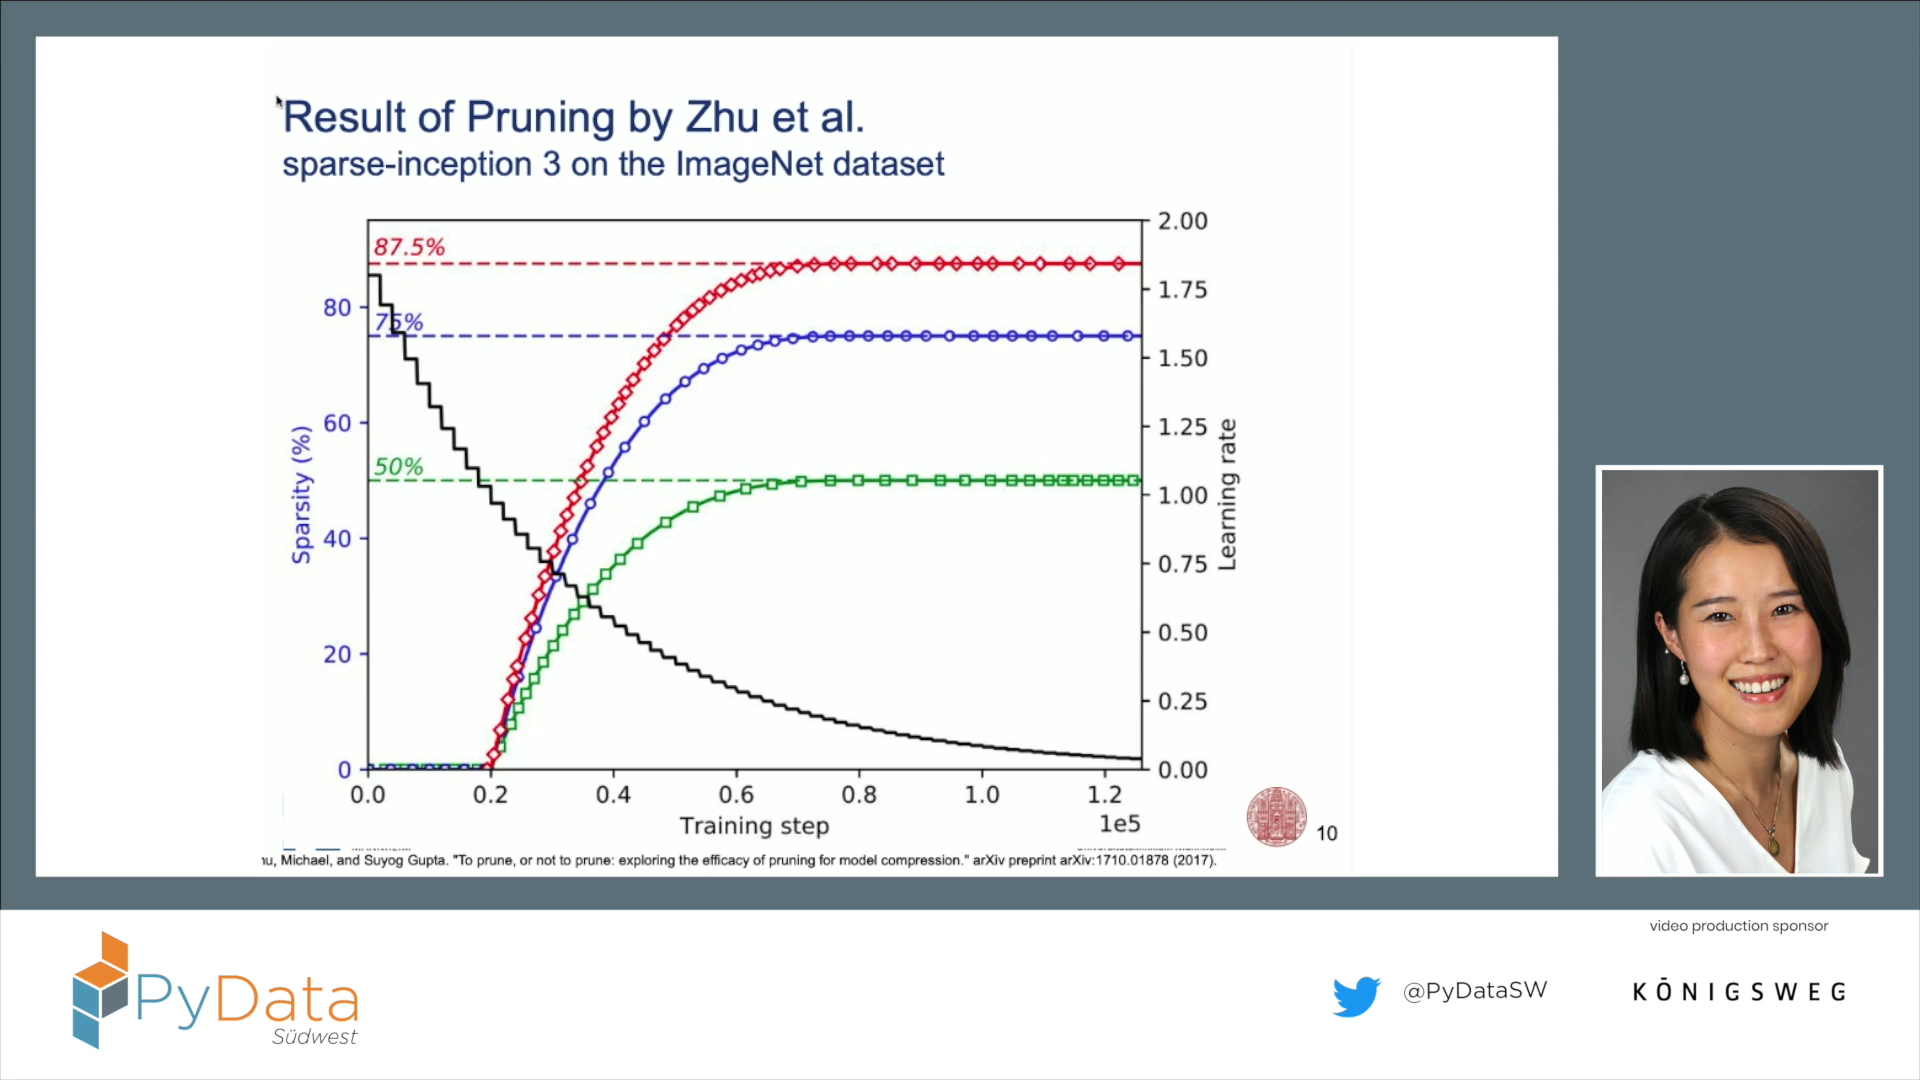 Result of Pruning by Zhu et al.
sparse-inception 3 on the ImageNet dataset
87.5%
75%
50%
80
60
40
20
0
Sparsity (%)
2.00
1.75
1.50
1.25
1.00
0.75
0.50
0.25
0.00
Learning rate
0.0 0.2 0.4 0.6 0.8 1.0 1.2
Training step
1e5
10
Michael, and Suyog Gupta. "To prune, or not to prune: exploring the efficacy of pruning for model compression." arXiv preprint arXiv:1710.01878 (2017).
video production sponsor
PyData
Südwest
@PyDataSW
KÖNIGSWEG